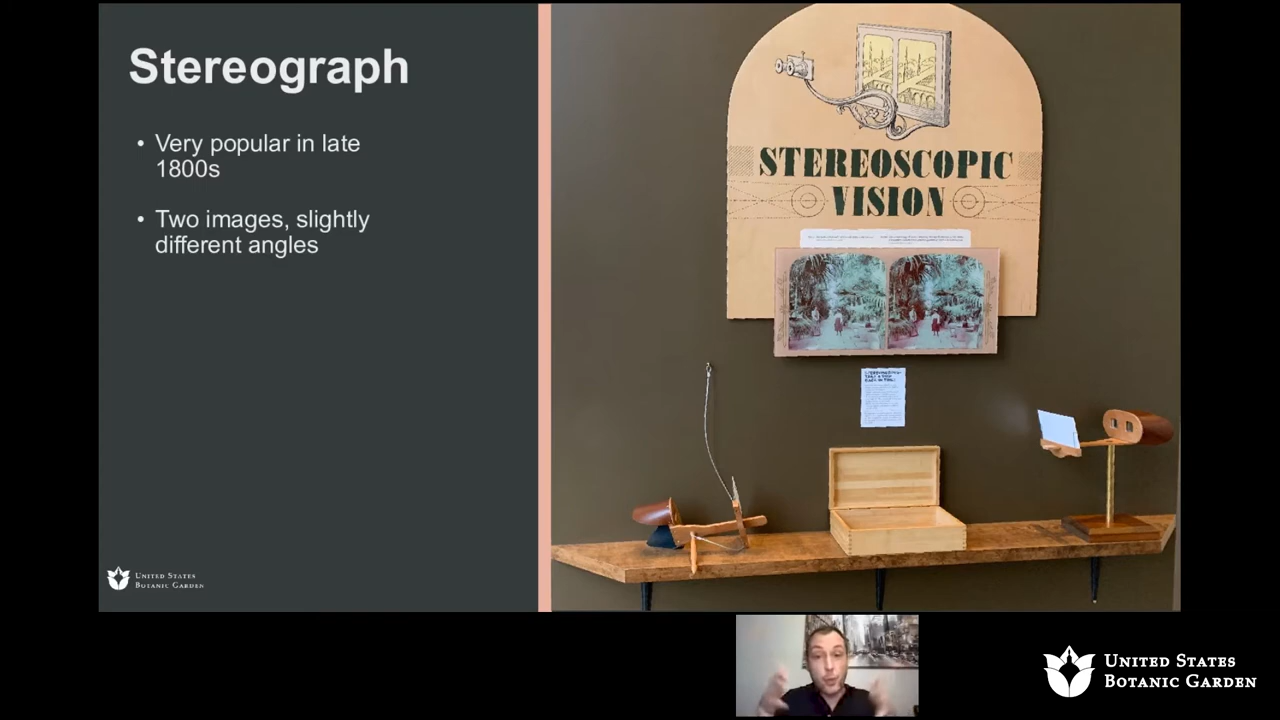 Stereograph
• Very popular in late
1800s
• Two images, slightly
different angles
UNITED STATES
BOTANIC GARDEN
STEREOSCOPIC
VISION
UNITED STATES
BOTANIC GARDEN